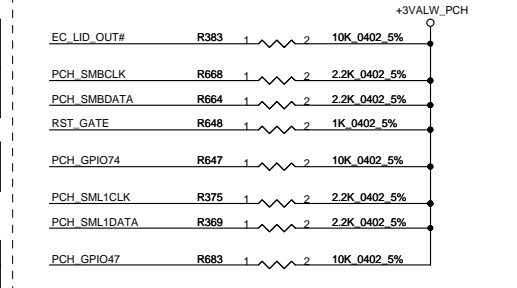 +3VALW_PCH
EC_LID_OUT# R383 1 2 10K_0402_5%
PCH_SMBCLK R668 1 2 2.2K_0402_5%
PCH_SMBDATA R664 1 2 2.2K_0402_5%
RST_GATE R648 1 2 1K_0402_5%
PCH_GPIO74 R647 1 2 10K_0402_5%
PCH_SML1CLK R375 1 2 2.2K_0402_5%
PCH_SML1DATA R369 1 2 2.2K_0402_5%
PCH_GPIO47 R683 1 2 10K_0402_5%